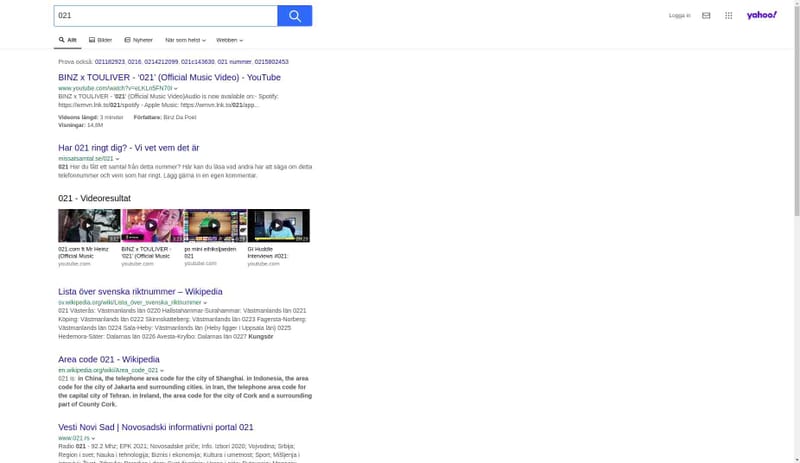 021
Logga in
yahoo!
Allt Bilder Nyheter När som helst Webben
Prova också: 021182923, 0216, 0214212099, 021c143630, 021 nummer, 0215802453
BINZ x TOULIVER - '021' (Official Music Video) - YouTube
www.youtube.com/watch?v=eLKLn5FN70I
BINZ x TOULIVER - '021' (Official Music Video)Audio is now available on:- Spotify:
https://wmvn.lnk.to/021/spotify - Apple Music: https://wmvn.lnk.to/021/app...
Videons längd: 3 minuter Författare: Binz Da Poet
Visningar: 14,6M
Har 021 ringt dig? - Vi vet vem det är
missatsamtal.se/021
021 Har du fått ett samtal från detta nummer? Här kan du läsa vad andra har att säga om detta
telefonnummer och vem som har ringt. Lägg gärna in en egen kommentar.
021 - Videoresultat
021.com ft Mr Heinz
(Official Music
youtube.com
BINZ x TOULIVER -
'021' (Official Music
youtube.com
021
youtube.com
GI Huddle
Interviews #021:
youtube.com
Lista över svenska riktnummer – Wikipedia
sv.wikipedia.org/wiki/Lista_över_svenska_riktnummer
021 Västerås: Västmanlands län 0220 Hallstahammar-Surahammar: Västmanlands län 0221
Köping: Västmanlands län 0222 Skinnskatteberg: Västmanlands län 0223 Fagersta-Norberg:
Västmanlands län 0224 Sala-Heby: Västmanlands län (Heby ligger i Uppsala län) 0225
Hedemora-Säter: Dalarnas län 0226 Avesta-Krylbo: Dalarnas län 0227 Kungsör
Area code 021 - Wikipedia
en.wikipedia.org/wiki/Area_code_021
021 is: in China, the telephone area code for the city of Shanghai. in Indonesia, the area
code for the city of Jakarta and surrounding cities. in Iran, the telephone area code for
the capital city of Tehran. in Ireland, the area code for the city of Cork and a surrounding
part of County Cork.
Vesti Novi Sad | Novosadski informativni portal 021
www.021.rs
Radio 021 - 92.2 Mhz; EPK 2021; Novosadske priče; Info. Izbori 2020; Vojvodina; Srbija;
Region i svet; Nauka i tehnologija; Biznis i ekonomija; Kultura i umetnost; Sport; Mišljenja i